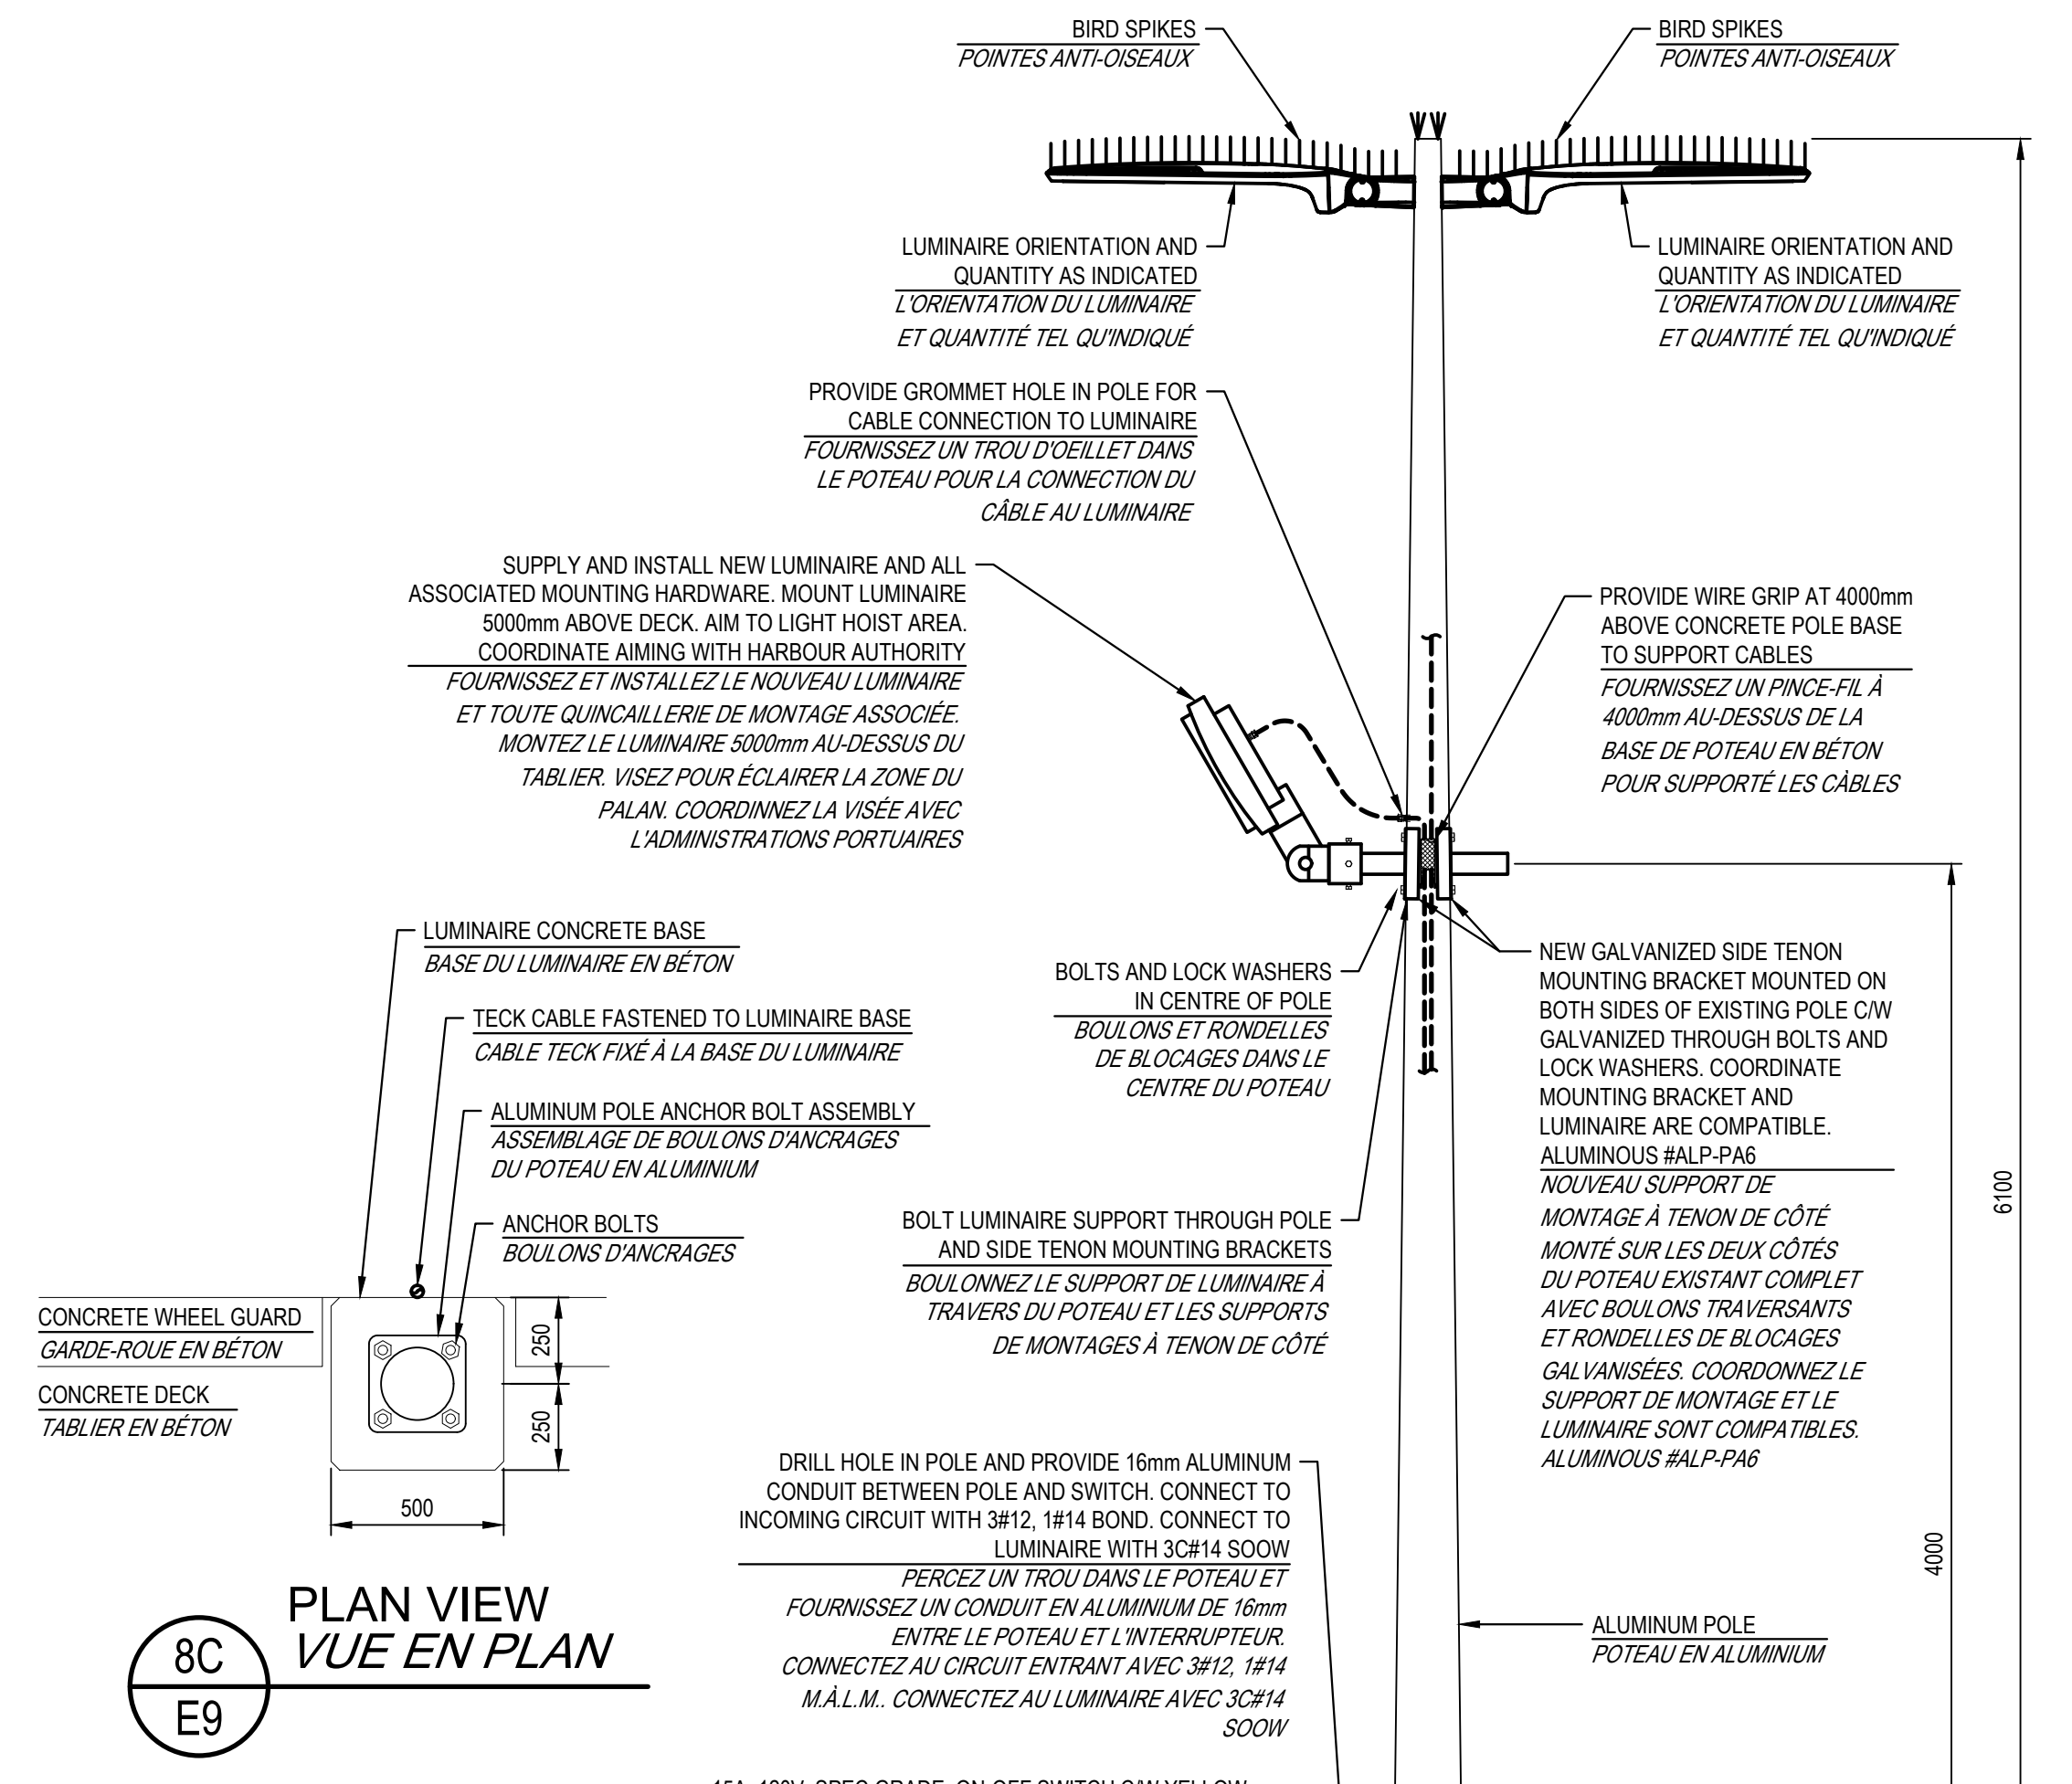 BIRD SPIKES
POINTES ANTI-OISEAUX
BIRD SPIKES
POINTES ANTI-OISEAUX
LUMINAIRE ORIENTATION AND
QUANTITY AS INDICATED
L'ORIENTATION DU LUMINAIRE
ET QUANTITÉ TEL QU'INDIQUÉ
LUMINAIRE ORIENTATION AND
QUANTITY AS INDICATED
L'ORIENTATION DU LUMINAIRE
ET QUANTITÉ TEL QU'INDIQUÉ
PROVIDE GROMMET HOLE IN POLE FOR
CABLE CONNECTION TO LUMINAIRE
FOURNISSEZ UN TROU D'OEILLET DANS
LE POTEAU POUR LA CONNECTION DU
CÂBLE AU LUMINAIRE
SUPPLY AND INSTALL NEW LUMINAIRE AND ALL
ASSOCIATED MOUNTING HARDWARE. MOUNT LUMINAIRE
5000mm ABOVE DECK. AIM TO LIGHT HOIST AREA.
COORDINATE AIMING WITH HARBOUR AUTHORITY
FOURNISSEZ ET INSTALLEZ LE NOUVEAU LUMINAIRE
ET TOUTE QUINCAILLERIE DE MONTAGE ASSOCIÉE.
MONTEZ LE LUMINAIRE 5000mm AU-DESSUS DU
TABLIER. VISEZ POUR ÉCLAIRER LA ZONE DU
PALAN. COORDINNEZ LA VISÉE AVEC
L'ADMINISTRATIONS PORTUAIRES
PROVIDE WIRE GRIP AT 4000mm
ABOVE CONCRETE POLE BASE
TO SUPPORT CABLES
FOURNISSEZ UN PINCE-FIL À
4000mm AU-DESSUS DE LA
BASE DE POTEAU EN BÉTON
POUR SUPPORTÉ LES CÀBLES
LUMINAIRE CONCRETE BASE
BASE DU LUMINAIRE EN BÉTON
TECK CABLE FASTENED TO LUMINAIRE BASE
CABLE TECK FIXÉ À LA BASE DU LUMINAIRE
ALUMINUM POLE ANCHOR BOLT ASSEMBLY
ASSEMBLAGE DE BOULONS D'ANCRAGES
DU POTEAU EN ALUMINIUM
ANCHOR BOLTS
BOULONS D'ANCRAGES
CONCRETE WHEEL GUARD
GARDE-ROUE EN BÉTON
CONCRETE DECK
TABLIER EN BÉTON
250
250
500
BOLTS AND LOCK WASHERS
IN CENTRE OF POLE
BOULONS ET RONDELLES
DE BLOCAGES DANS LE
CENTRE DU POTEAU
BOLT LUMINAIRE SUPPORT THROUGH POLE
AND SIDE TENON MOUNTING BRACKETS
BOULONNEZ LE SUPPORT DE LUMINAIRE À
TRAVERS DU POTEAU ET LES SUPPORTS
DE MONTAGES À TENON DE CÔTÉ
NEW GALVANIZED SIDE TENON
MOUNTING BRACKET MOUNTED ON
BOTH SIDES OF EXISTING POLE C/W
GALVANIZED THROUGH BOLTS AND
LOCK WASHERS. COORDINATE
MOUNTING BRACKET AND
LUMINAIRE ARE COMPATIBLE.
ALUMINOUS #ALP-PA6
NOUVEAU SUPPORT DE
MONTAGE À TENON DE CÔTÉ
MONTÉ SUR LES DEUX CÔTÉS
DU POTEAU EXISTANT COMPLET
AVEC BOULONS TRAVERSANTS
ET RONDELLES DE BLOCAGES
GALVANISÉES. COORDONNEZ LE
SUPPORT DE MONTAGE ET LE
LUMINAIRE SONT COMPATIBLES.
ALUMINOUS #ALP-PA6
6100
4000
DRILL HOLE IN POLE AND PROVIDE 16mm ALUMINUM
CONDUIT BETWEEN POLE AND SWITCH. CONNECT TO
INCOMING CIRCUIT WITH 3#12, 1#14 BOND. CONNECT TO
LUMINAIRE WITH 3C#14 SOOW
PERCEZ UN TROU DANS LE POTEAU ET
FOURNISSEZ UN CONDUIT EN ALUMINIUM DE 16mm
ENTRE LE POTEAU ET L'INTERRUPTEUR.
CONNECTEZ AU CIRCUIT ENTRANT AVEC 3#12, 1#14
M.À.L.M.. CONNECTEZ AU LUMINAIRE AVEC 3C#14
SOOW
ALUMINUM POLE
POTEAU EN ALUMINIUM
PLAN VIEW
VUE EN PLAN
8C
E9